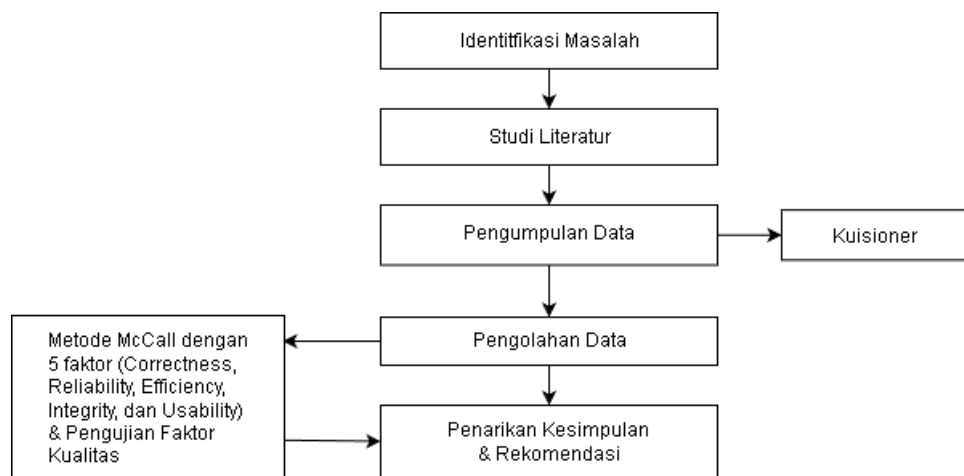 Identitfikasi Masalah
Studi Literatur
Pengumpulan Data
Kuisioner
Pengolahan Data
Metode McCall dengan
5 faktor (Correctness,
Reliability, Efficiency,
Integrity, dan Usability)
& Pengujian Faktor
Kualitas
Penarikan Kesimpulan
& Rekomendasi